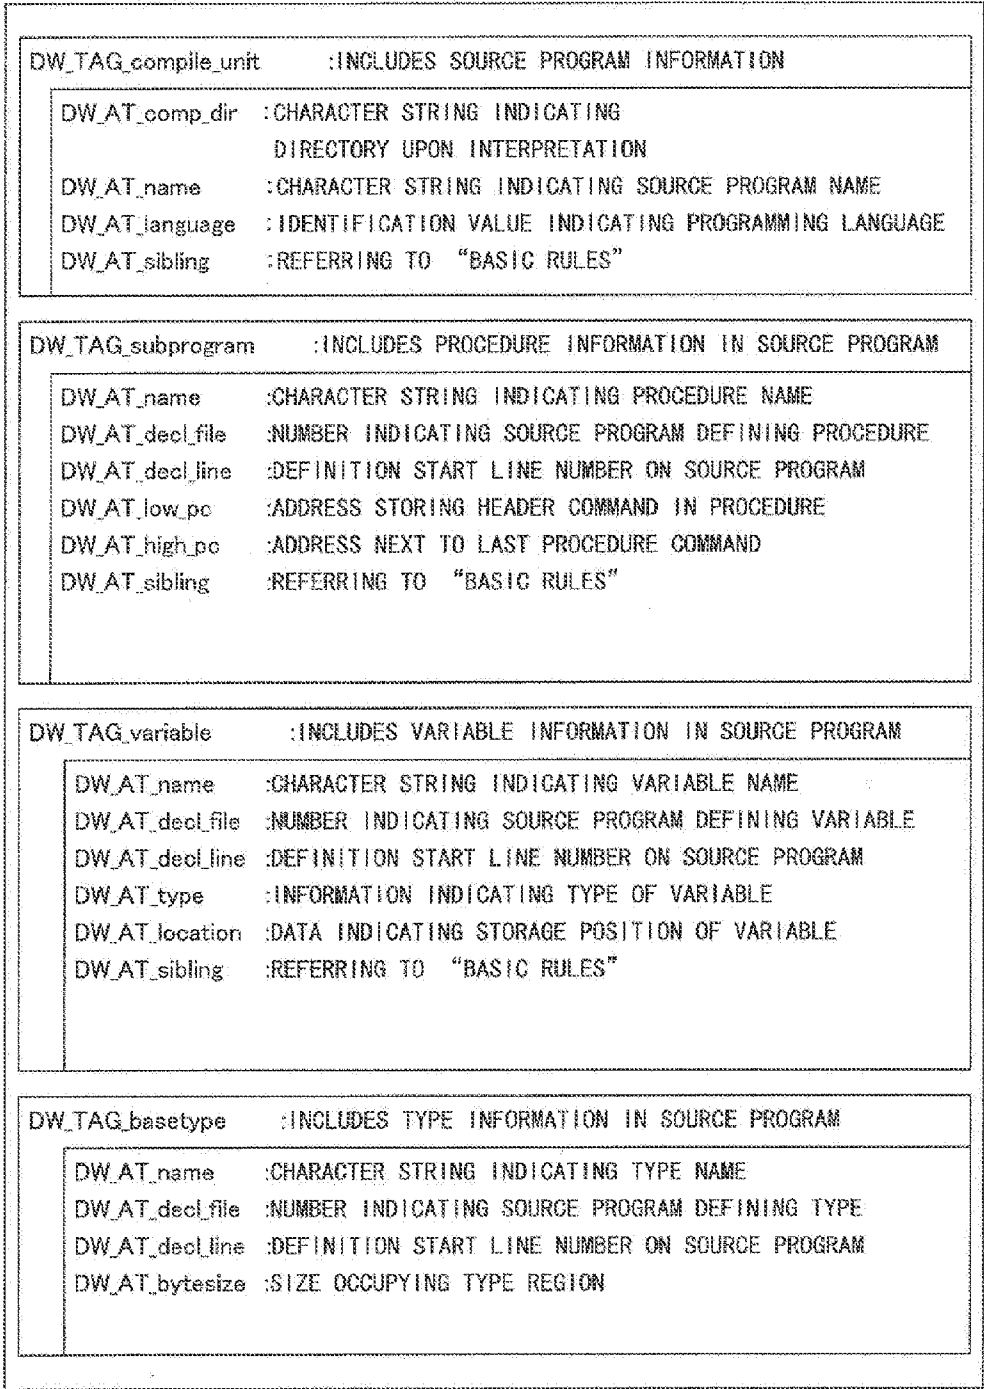 DW_TAG_compile_unit :INCLUDES SOURCE PROGRAM INFORMATION
DW_AT_comp_dir :CHARACTER STRING INDICATING
DIRECTORY UPON INTERPRETATION
DW_AT_name :CHARACTER STRING INDICATING SOURCE PROGRAM NAME
DW_AT_language :IDENTIFICATION VALUE INDICATING PROGRAMMING LANGUAGE
DW_AT_sibling :REFERRING TO “BASIC RULES”
DW_TAG_subprogram :INCLUDES PROCEDURE INFORMATION IN SOURCE PROGRAM
DW_AT_name :CHARACTER STRING INDICATING PROCEDURE NAME
DW_AT_decl_file :NUMBER INDICATING SOURCE PROGRAM DEFINING PROCEDURE
DW_AT_decl_line :DEFINITION START LINE NUMBER ON SOURCE PROGRAM
DW_AT_low_pc :ADDRESS STORING HEADER COMMAND IN PROCEDURE
DW_AT_high_pc :ADDRESS NEXT TO LAST PROCEDURE COMMAND
DW_AT_sibling :REFERRING TO “BASIC RULES”
DW_TAG_variable :INCLUDES VARIABLE INFORMATION IN SOURCE PROGRAM
DW_AT_name :CHARACTER STRING INDICATING VARIABLE NAME
DW_AT_decl_file :NUMBER INDICATING SOURCE PROGRAM DEFINING VARIABLE
DW_AT_decl_line :DEFINITION START LINE NUMBER ON SOURCE PROGRAM
DW_AT_type :INFORMATION INDICATING TYPE OF VARIABLE
DW_AT_location :DATA INDICATING STORAGE POSITION OF VARIABLE
DW_AT_sibling :REFERRING TO “BASIC RULES”
DW_TAG_basetype :INCLUDES TYPE INFORMATION IN SOURCE PROGRAM
DW_AT_name :CHARACTER STRING INDICATING TYPE NAME
DW_AT_decl_file :NUMBER INDICATING SOURCE PROGRAM DEFINING TYPE
DW_AT_decl_line :DEFINITION START LINE NUMBER ON SOURCE PROGRAM
DW_AT_bytesize :SIZE OCCUPYING TYPE REGION